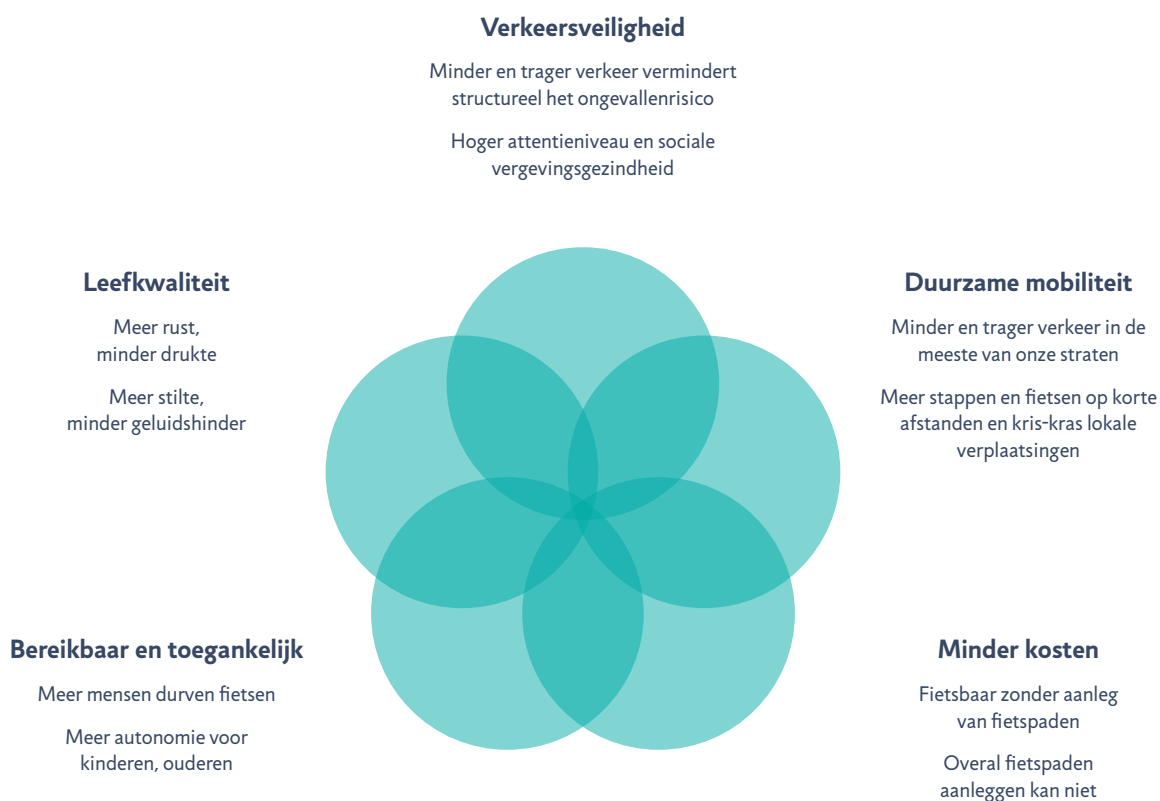 Verkeersveiligheid
Minder en trager verkeer vermindert
structureel het ongevallenrisico
Hoger attentieniveau en sociale
vergevingsgezindheid
Leefkwaliteit
Meer rust,
minder drukte
Meer stilte,
minder geluidshinder
Duurzame mobiliteit
Minder en trager verkeer in de
meeste van onze straten
Meer stappen en fietsen op korte
afstanden en kris-kras lokale
verplaatsingen
Bereikbaar en toegankelijk
Meer mensen durven fietsen
Meer autonomie voor
kinderen, ouderen
Minder kosten
Fietsbaar zonder aanleg
van fietspaden
Overal fietspaden
aanleggen kan niet